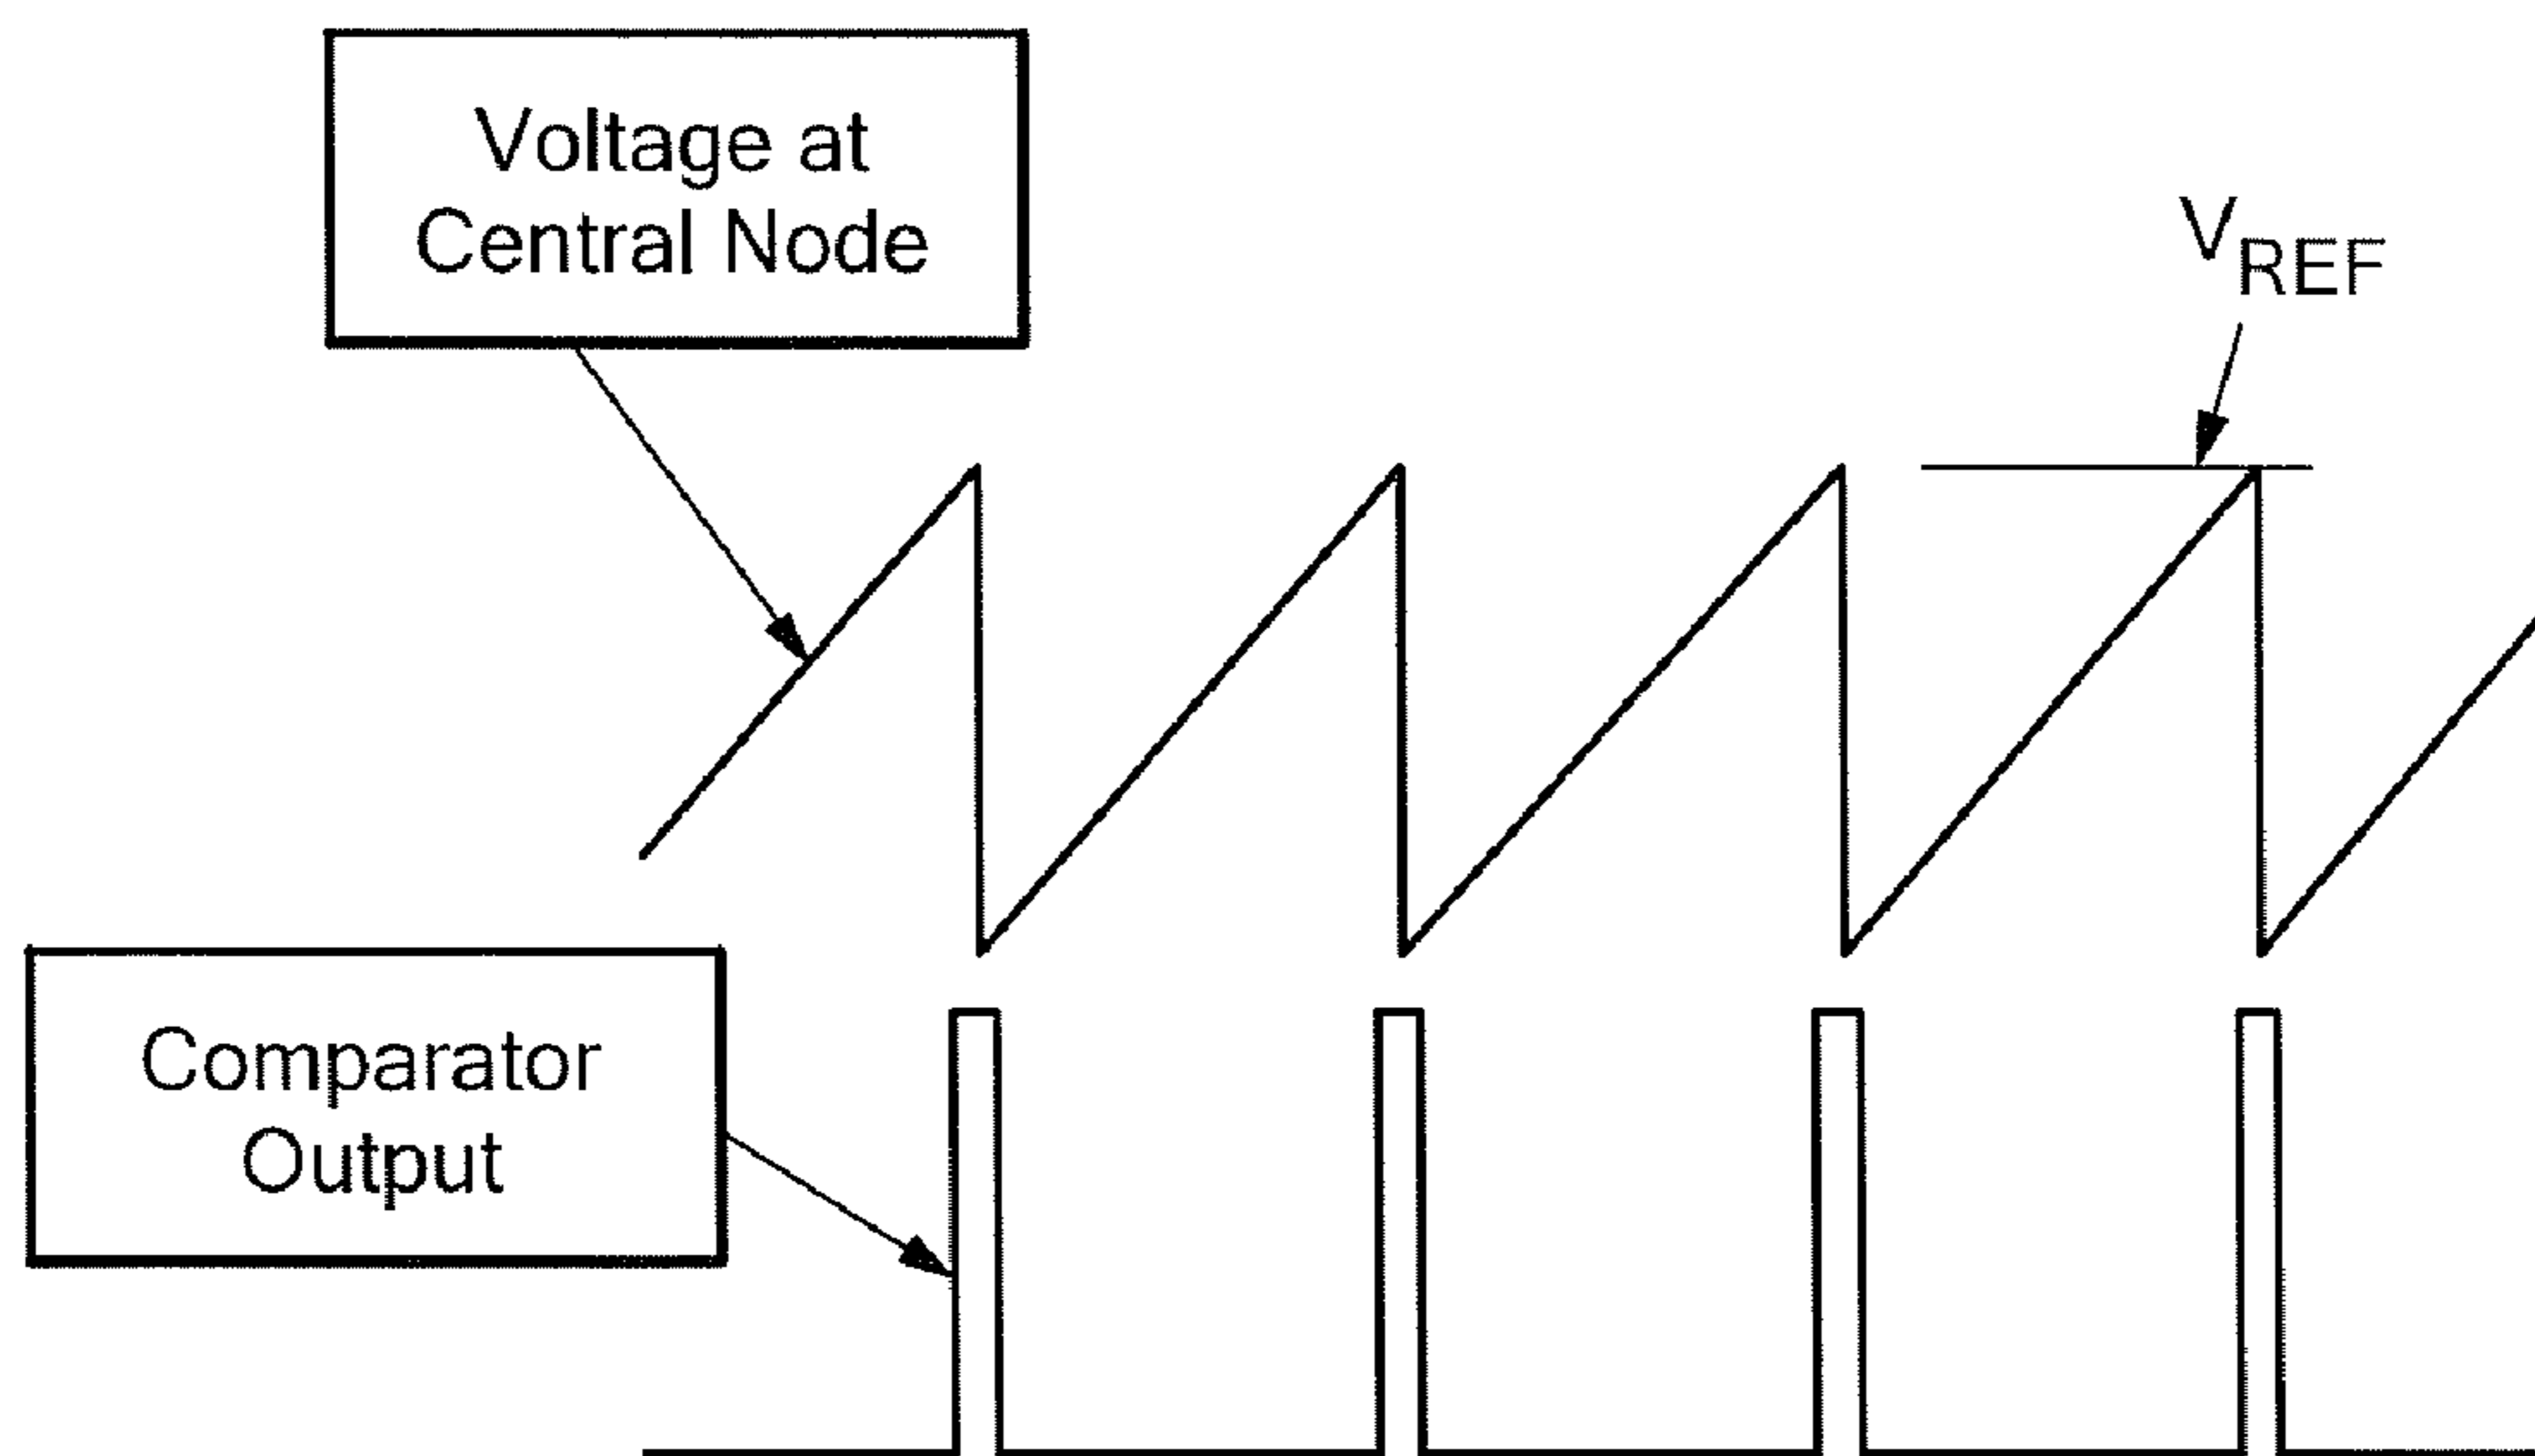 Voltage at
Central Node
VREF
Comparator
Output